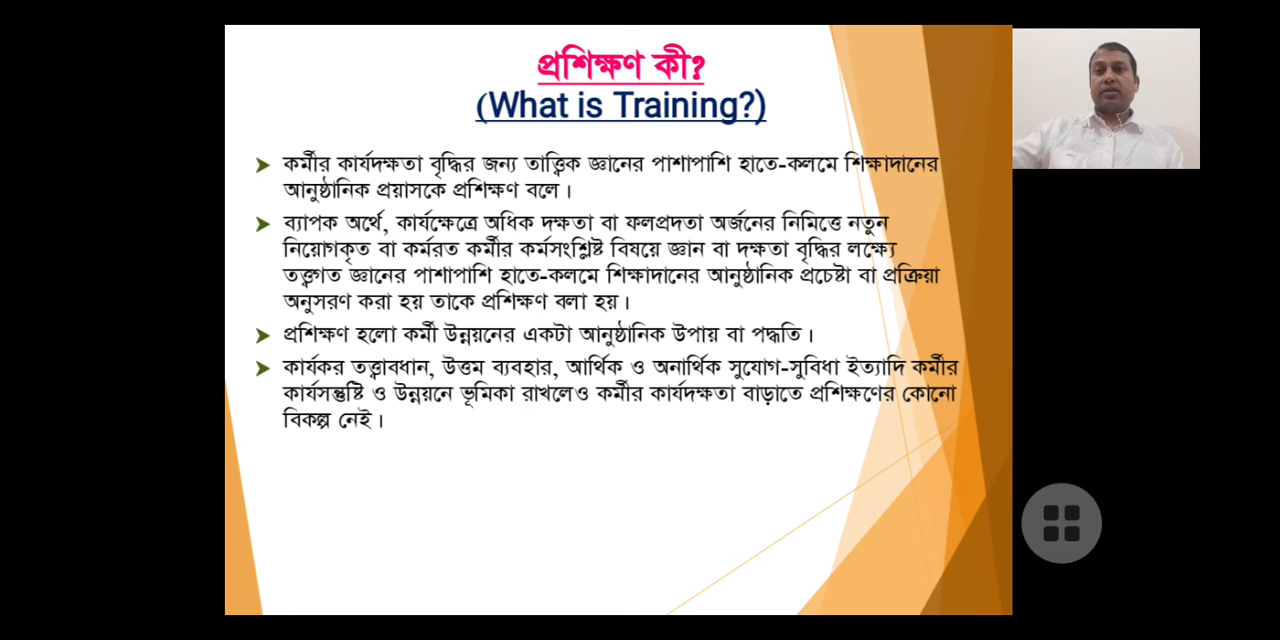 প্রশিক্ষণ কী?
(What is Training?)
কর্মীর কার্যদক্ষতা বৃদ্ধির জন্য তাত্ত্বিক জ্ঞানের পাশাপাশি হাতে-কলমে শিক্ষাদানের
আনুষ্ঠানিক প্রয়াসকে প্রশিক্ষণ বলে।
ব্যাপক অর্থে, কার্যক্ষেত্রে অধিক দক্ষতা বা ফলপ্রদতা অর্জনের নিমিত্তে নতুন
নিয়োগকৃত বা কর্মরত কর্মীর কর্মসংশ্লিষ্ট বিষয়ে জ্ঞান বা দক্ষতা বৃদ্ধির লক্ষ্যে
তত্ত্বগত জ্ঞানের পাশাপাশি হাতে-কলমে শিক্ষাদানের আনুষ্ঠানিক প্রচেষ্টা বা প্রক্রিয়া
অনুসরণ করা হয় তাকে প্রশিক্ষণ বলা হয়।
প্রশিক্ষণ হলো কর্মী উন্নয়নের একটা আনুষ্ঠানিক উপায় বা পদ্ধতি।
কার্যকর তত্ত্বাবধান, উত্তম ব্যবহার, আর্থিক ও অনার্থিক সুযোগ-সুবিধা ইত্যাদি কর্মীর
কার্যসন্তুষ্টি ও উন্নয়নে ভূমিকা রাখলেও কর্মীর কার্যদক্ষতা বাড়াতে প্রশিক্ষণের কোনো
বিকল্প নেই।